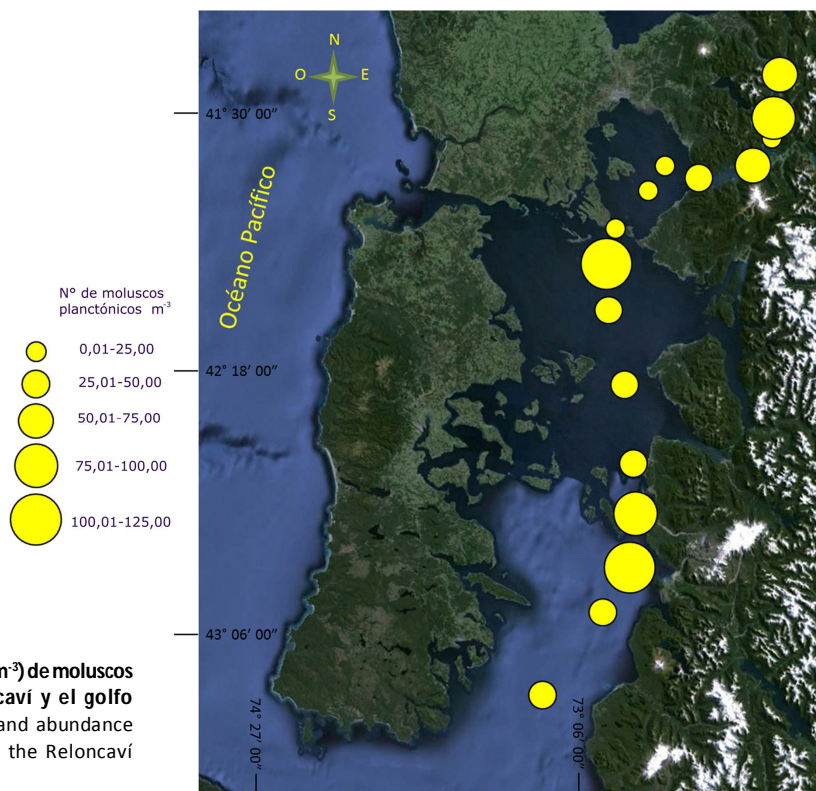 N
O E
S
41° 30′ 00″
Océano Pacífico
N° de moluscos
planctónicos m-3
0,01-25,00
25,01-50,00
50,01-75,00
75,01-100,00
100,01-125,00
42° 18′ 00″
43° 06′ 00″
74° 27′ 00″
73° 06′ 00″
m-3) de moluscos
caví y el golfo
and abundance
the Reloncaví